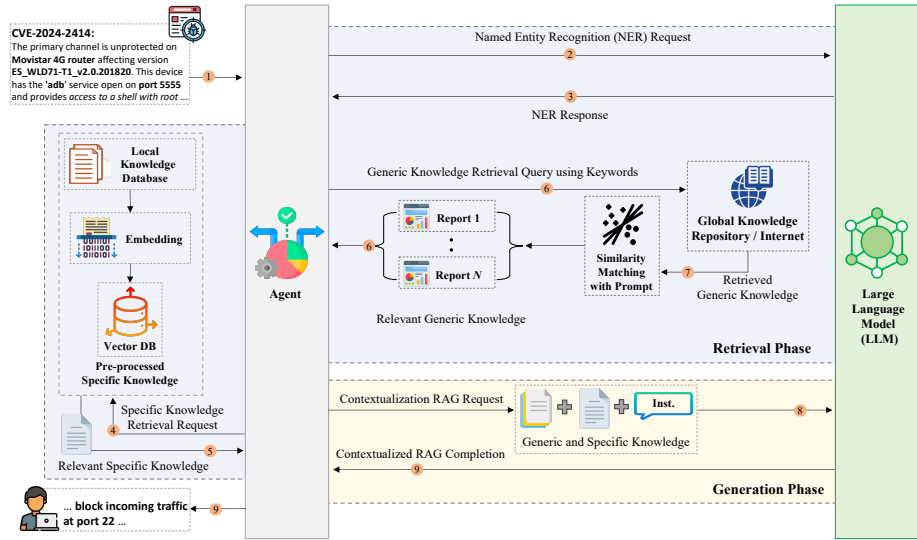 CVE-2024-2414:
The primary channel is unprotected on
Movistar 4G router affecting version
ES_WLD71-T1_v2.0.201820. This device
has the 'adb' service open on port 5555
and provides access to a shell with root ...
1
Named Entity Recognition (NER) Request
2
3
NER Response
Local
Knowledge
Database
Embedding
Vector DB
Pre-processed
Specific Knowledge
Specific Knowledge
Retrieval Request
4
5
Relevant Specific Knowledge
Agent
Generic Knowledge Retrieval Query using Keywords
6
Global Knowledge
Repository / Internet
7
Retrieved
Generic Knowledge
Similarity
Matching
with Prompt
Report 1
Report N
6
Relevant Generic Knowledge
Retrieval Phase
Large
Language
Model
(LLM)
Contextualization RAG Request
Inst.
8
Generic and Specific Knowledge
Contextualized RAG Completion
9
Generation Phase
... block incoming traffic
at port 22 ...
9